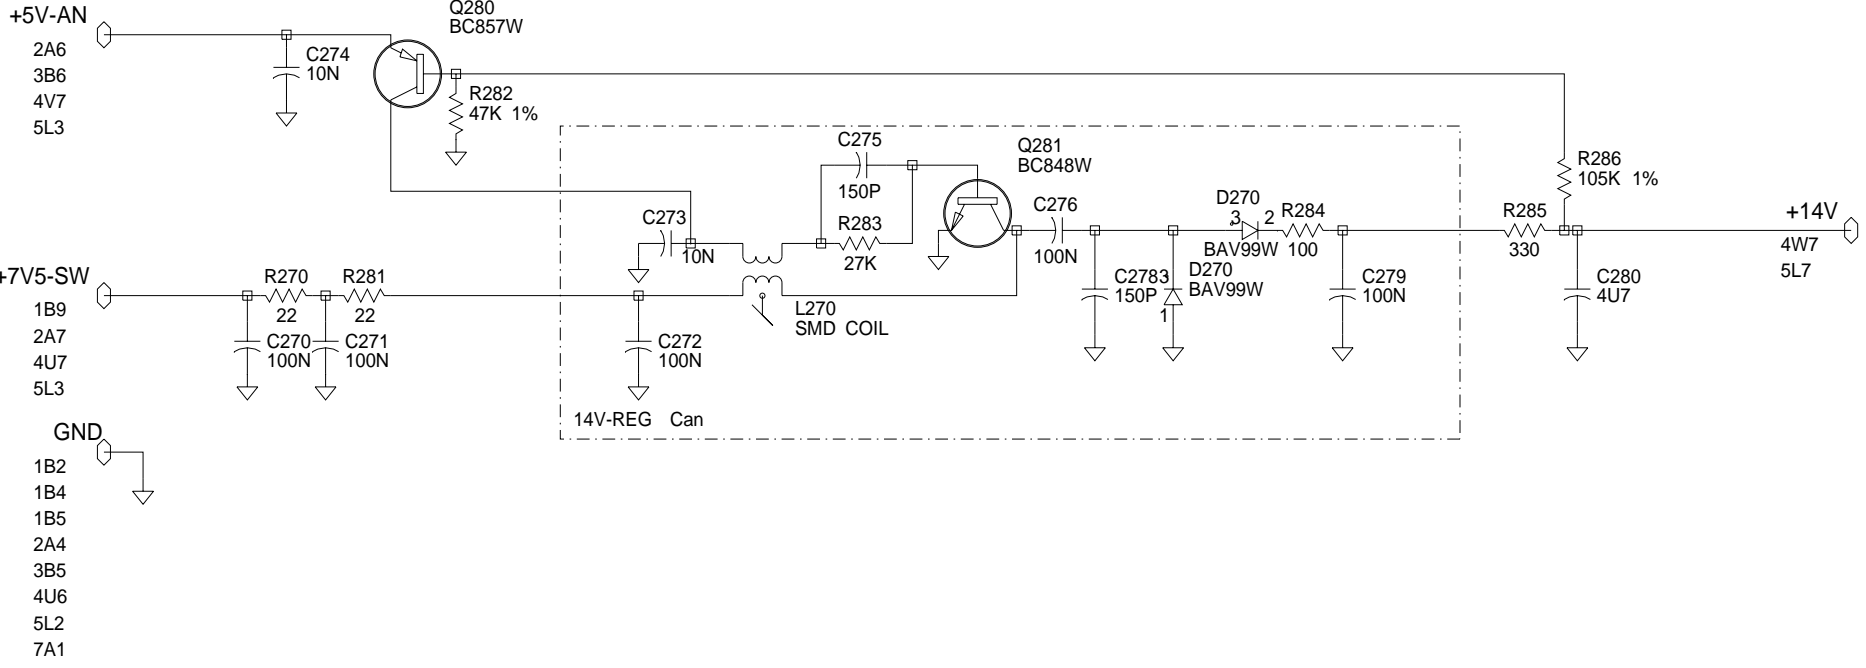 +5V-AN
2A6
3B6
4V7
5L3
C274
10N
Q280
BC857W
R282
47K 1%
C275
150P
R283
27K
Q281
BC848W
C273
10N
C276
100N
D270
3 2
BAV99W
R284
100
R285
330
R286
105K 1%
+14V
4W7
5L7
+7V5-SW
1B9
2A7
4U7
5L3
R270
22
R281
22
C270
100N
C271
100N
C272
100N
L270
SMD COIL
C278
150P
3
D270
BAV99W
1
C279
100N
C280
4U7
14V-REG Can
GND
1B2
1B4
1B5
2A4
3B5
4U6
5L2
7A1